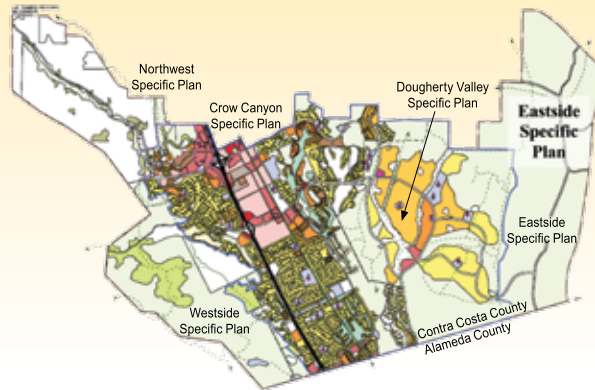 Northwest
Specific Plan
Crow Canyon
Specific Plan
Dougherty Valley
Specific Plan
Eastside
Specific
Plan
Eastside
Specific Plan
Westside
Specific Plan
Contra Costa County
Alameda County